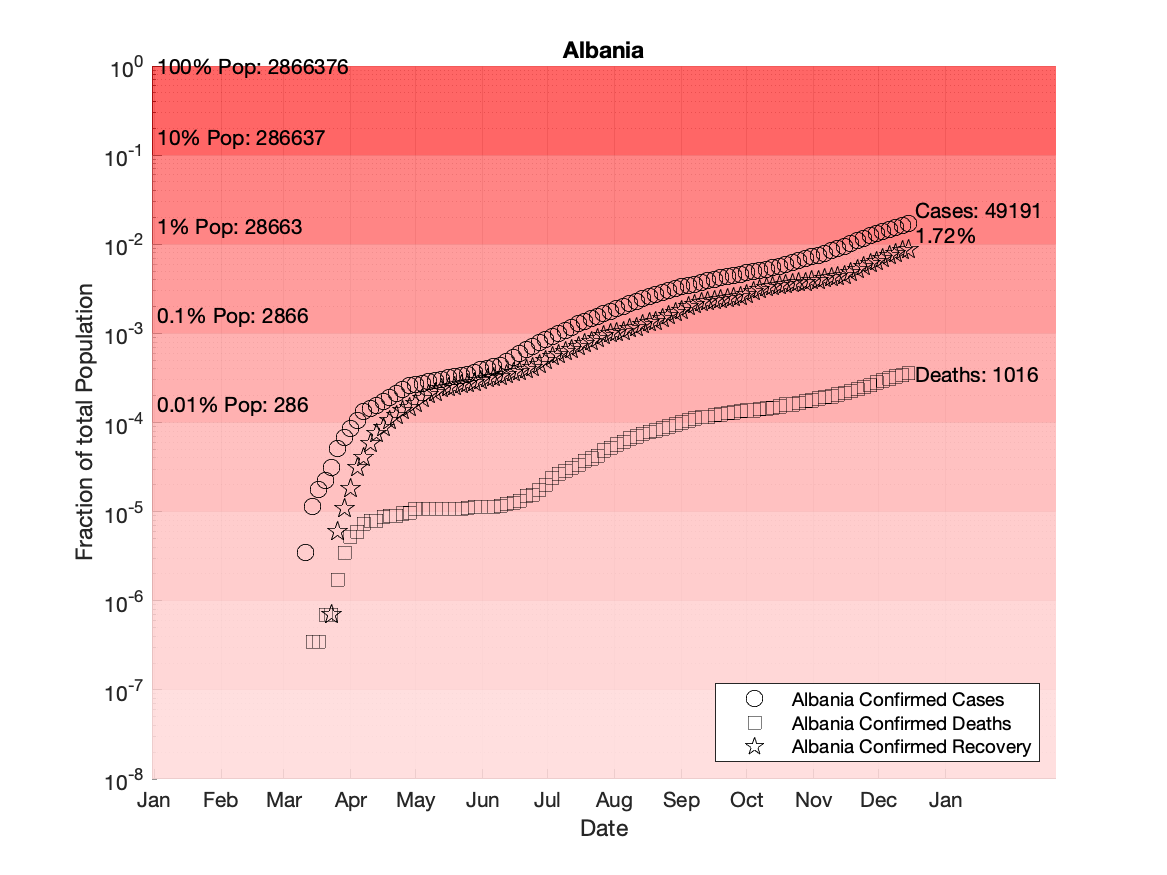 Albania
10^0
100% Pop: 2866376
10% Pop: 286637
10^-1
1% Pop: 28663
Cases: 49191
1.72%
10^-2
0.1% Pop: 2866
10^-3
Deaths: 1016
0.01% Pop: 286
10^-4
10^-5
10^-6
10^-7
10^-8
Fraction of total Population
Albania Confirmed Cases
Albania Confirmed Deaths
Albania Confirmed Recovery
Jan Feb Mar Apr May Jun Jul Aug Sep Oct Nov Dec Jan
Date